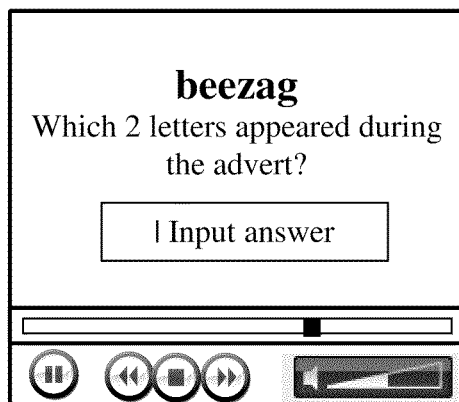 beezag
Which 2 letters appeared during
the advert?
| Input answer